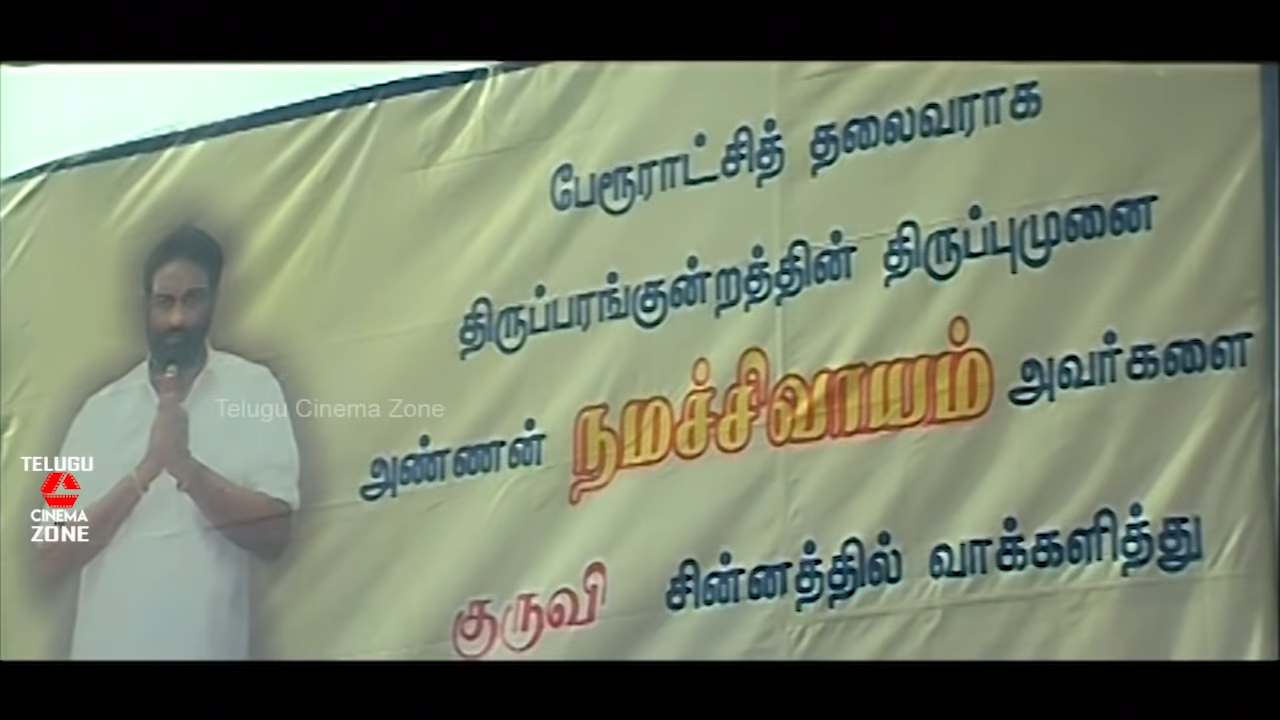 பேரூராட்சித் தலைவராக
திருப்பரங்குன்றத்தின் திருப்புமுனை
அண்ணன் நமச்சிவாயம் அவர்களை
குருவி சின்னத்தில் வாக்களித்து
Telugu Cinema Zone
TELUGU
CINEMA
ZONE